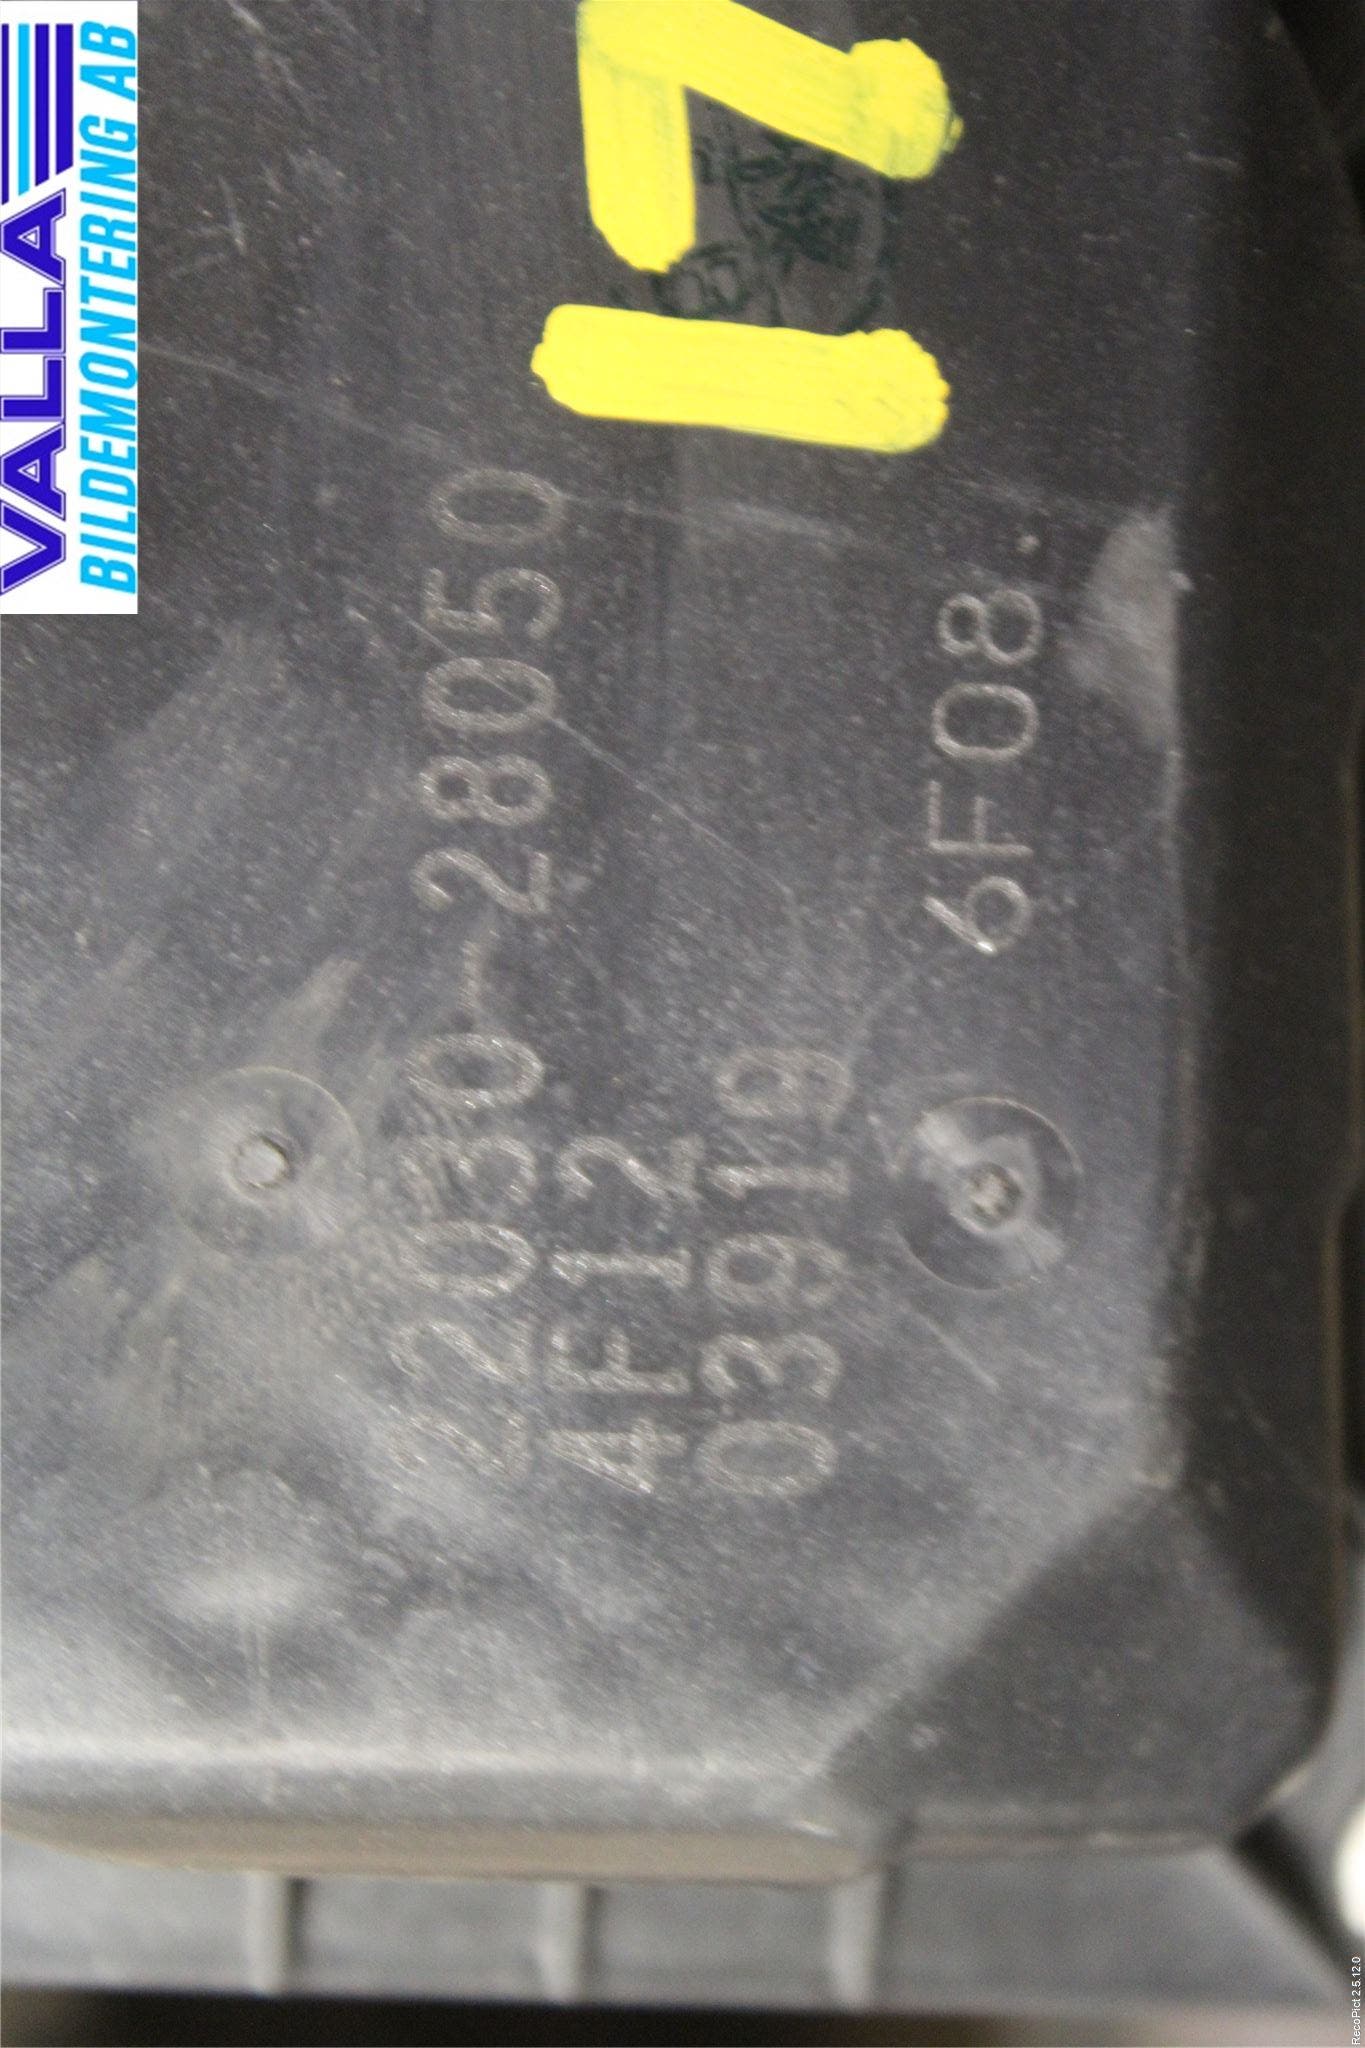 VALLA
BILDEMONTERING AB
17
22030-28050
4F12
03919
6F08.
RecoPict 2.5.12.0